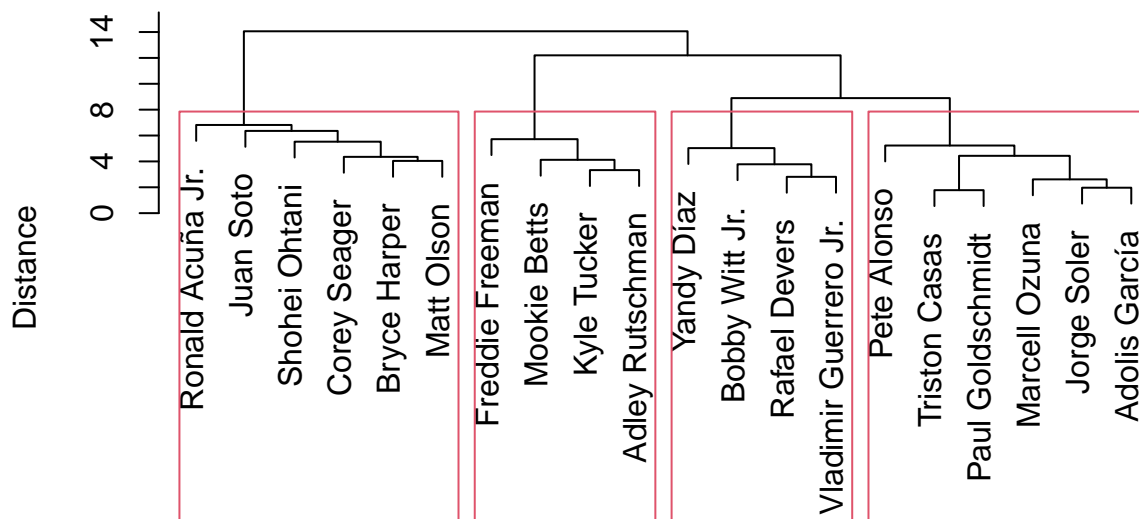 Distance
14
8
4
0
Ronald Acuña Jr.
Juan Soto
Shohei Ohtani
Corey Seager
Bryce Harper
Matt Olson
Freddie Freeman
Mookie Betts
Kyle Tucker
Adley Rutschman
Yandy Díaz
Bobby Witt Jr.
Rafael Devers
Vladimir Guerrero Jr.
Pete Alonso
Triston Casas
Paul Goldschmidt
Marcell Ozuna
Jorge Soler
Adolis García